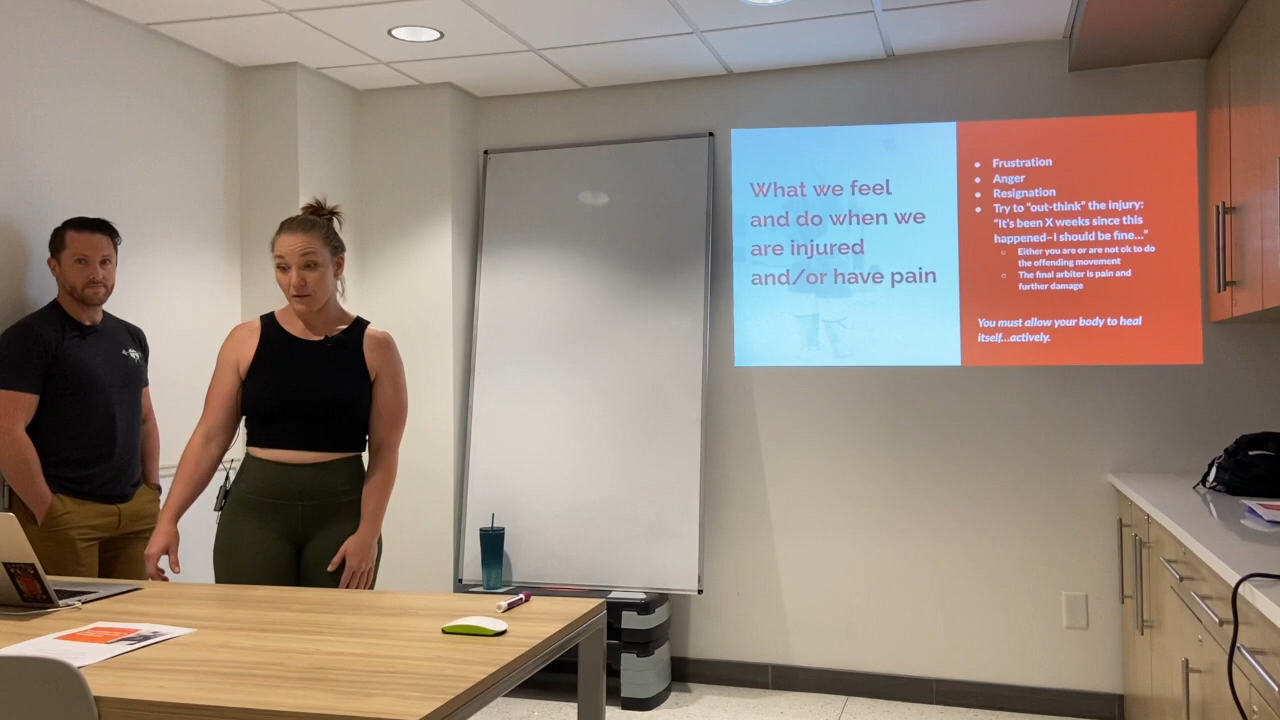 What we feel
and do when we
are injured
and/or have pain
● Frustration
● Anger
● Resignation
● Try to "out-think" the injury:
"It's been X weeks since this
happened–I should be fine..."
○ Either you are or are not ok to do
the offending movement
○ The final arbiter is pain and
further damage
You must allow your body to heal
itself...actively.